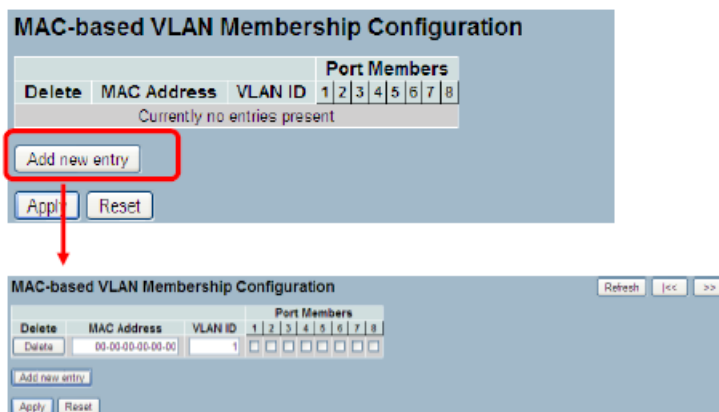 MAC-based VLAN Membership Configuration
Port Members
Delete MAC Address VLAN ID 1 2 3 4 5 6 7 8
Currently no entries present
Add new entry
Apply Reset
MAC-based VLAN Membership Configuration Refresh |<< >>
Port Members
Delete MAC Address VLAN ID 1 2 3 4 5 6 7 8
Delete 00-00-00-00-00-00 1
Add new entry
Apply Reset